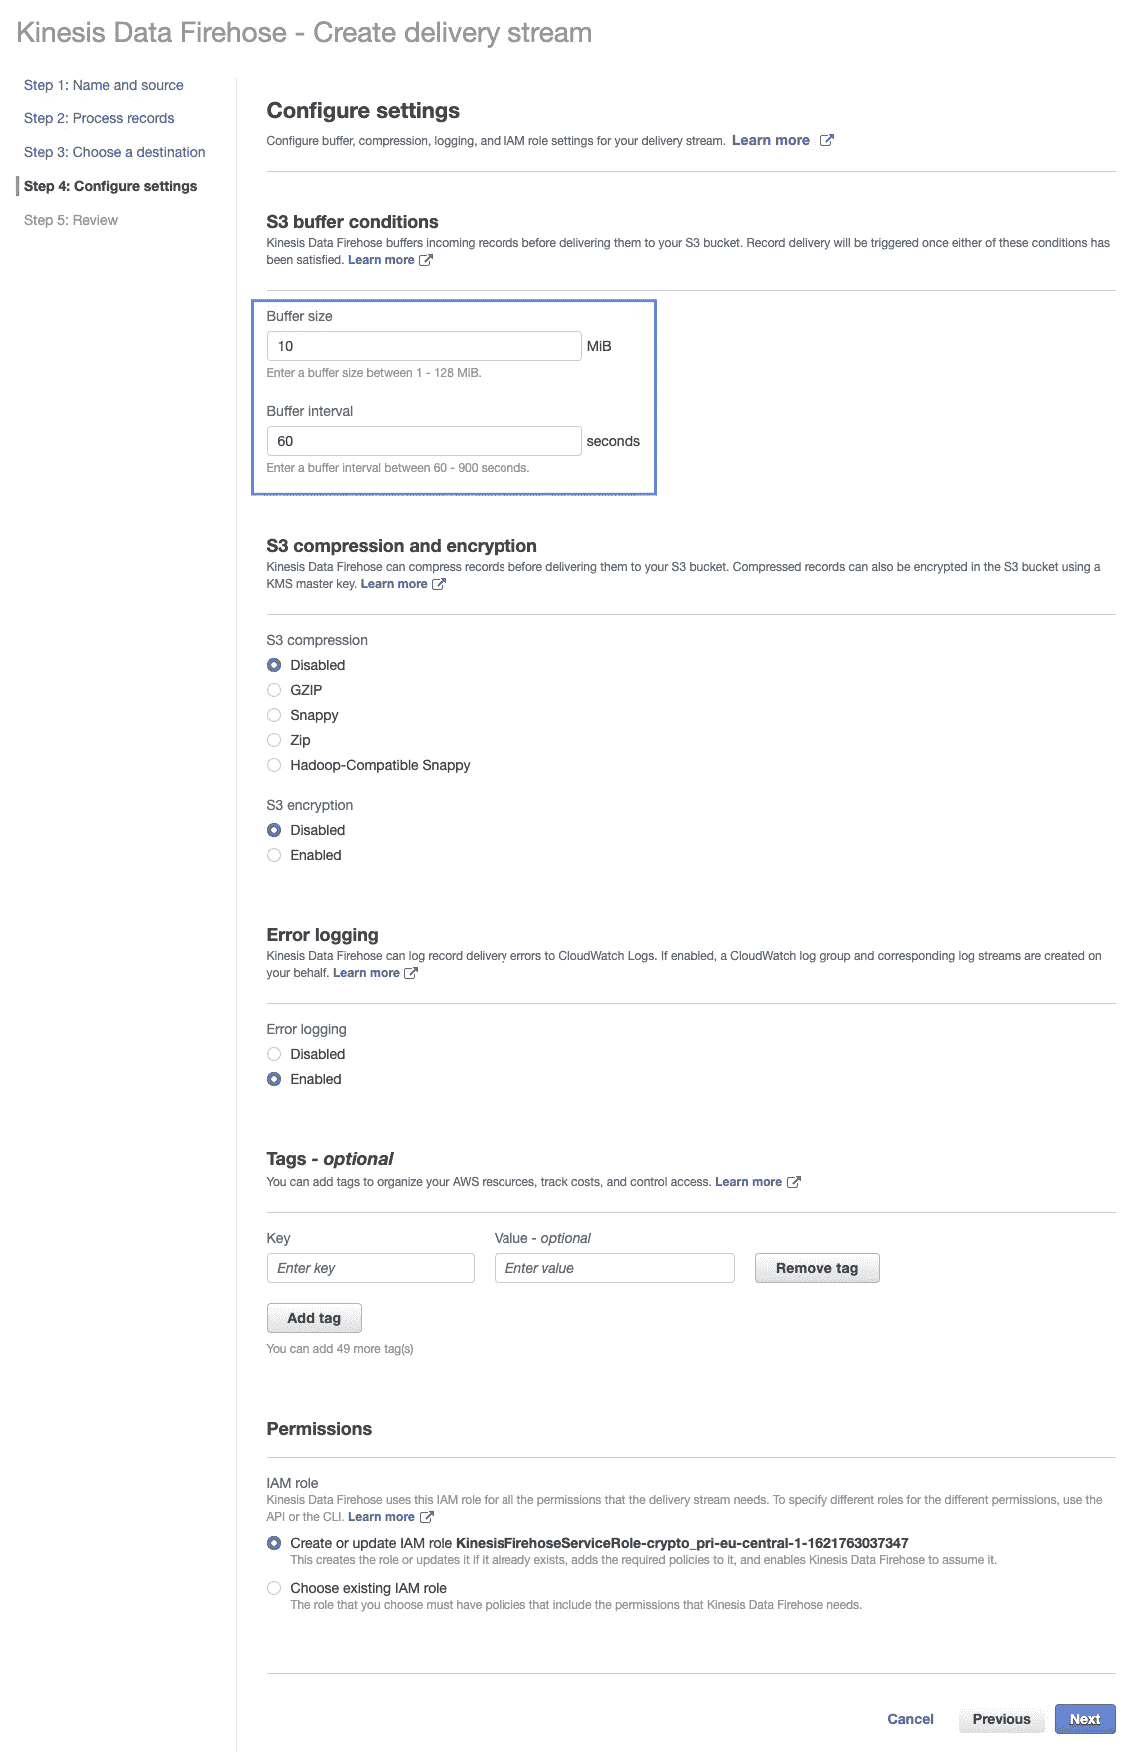 Kinesis Data Firehose - Create delivery stream
Step 1: Name and source
Step 2: Process records
Step 3: Choose a destination
Step 4: Configure settings
Step 5: Review
Configure settings
Configure buffer, compression, logging, and IAM role settings for your delivery stream. Learn more
S3 buffer conditions
Kinesis Data Firehose buffers incoming records before delivering them to your S3 bucket. Record delivery will be triggered once either of these conditions has
been satisfied. Learn more
Buffer size
10 MiB
Enter a buffer size between 1 - 128 MiB.
Buffer interval
60 seconds
Enter a buffer interval between 60 - 900 seconds.
S3 compression and encryption
Kinesis Data Firehose can compress records before delivering them to your S3 bucket. Compressed records can also be encrypted in the S3 bucket using a
KMS master key. Learn more
S3 compression
Disabled
GZIP
Snappy
Zip
Hadoop-Compatible Snappy
S3 encryption
Disabled
Enabled
Error logging
Kinesis Data Firehose can log record delivery errors to CloudWatch Logs. If enabled, a CloudWatch log group and corresponding log streams are created on
your behalf. Learn more
Error logging
Disabled
Enabled
Tags - optional
You can add tags to organize your AWS resources, track costs, and control access. Learn more
Key Value - optional
Enter key Enter value Remove tag
Add tag
You can add 49 more tag(s)
Permissions
IAM role
Kinesis Data Firehose uses this IAM role for all the permissions that the delivery stream needs. To specify different roles for the different permissions, use the
API or the CLI. Learn more
Create or update IAM role KinesisFirehoseServiceRole-crypto_pri-eu-central-1-1621763037347
This creates the role or updates it if it already exists, adds the required policies to it, and enables Kinesis Data Firehose to assume it.
Choose existing IAM role
The role that you choose must have policies that include the permissions that Kinesis Data Firehose needs.
Cancel Previous Next